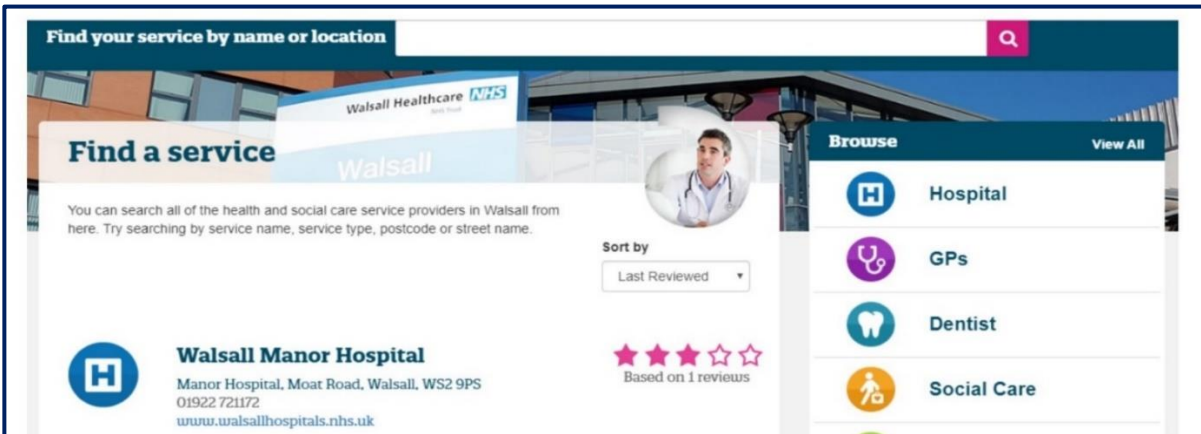 Find your service by name or location
Walsall Healthcare NHS
NHS Trust
Walsall
Find a service
You can search all of the health and social care service providers in Walsall from
here. Try searching by service name, service type, postcode or street name.
Sort by
Last Reviewed
Walsall Manor Hospital
Manor Hospital, Moat Road, Walsall, WS2 9PS
01922 721172
www.walsallhospitals.nhs.uk
Based on 1 reviews
Browse
View All
H Hospital
GPs
Dentist
Social Care
H